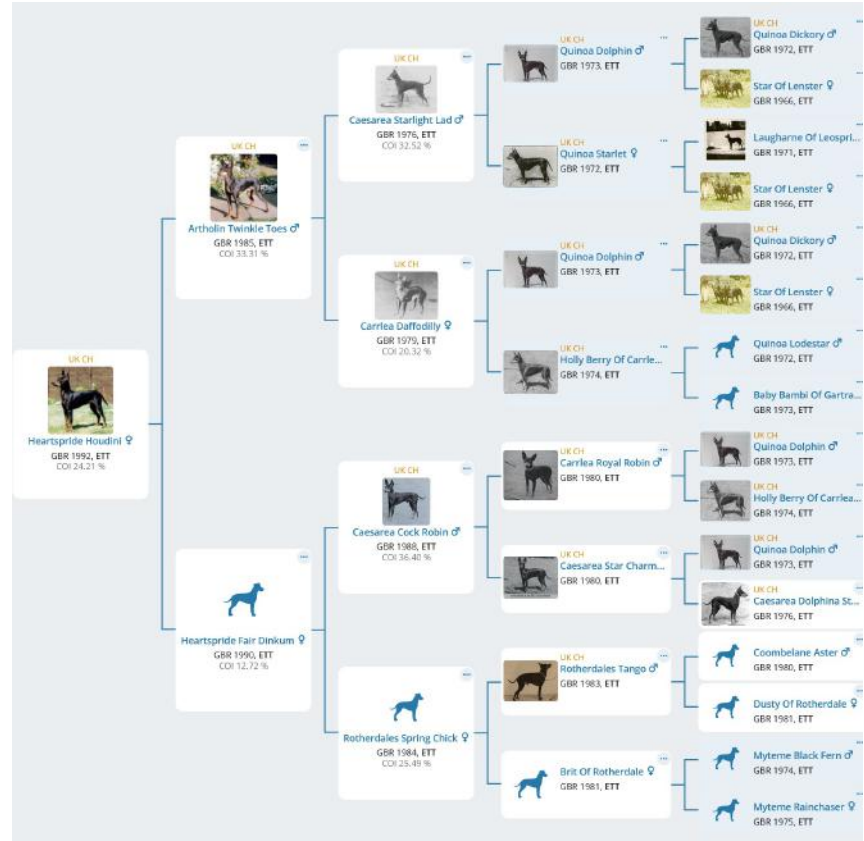 UK CH
Heartspride Houdini ♀
GBR 1992, ETT
COI 24.21 %
UK CH
Artholin Twinkle Toes ♂
GBR 1985, ETT
COI 33.31 %
Heartspride Fair Dinkum ♀
GBR 1990, ETT
COI 12.72 %
UK CH
Caesarea Starlight Lad ♂
GBR 1976, ETT
COI 32.52 %
UK CH
Carrlea Daffodilly ♀
GBR 1979, ETT
COI 20.32 %
UK CH
Caesarea Cock Robin ♂
GBR 1988, ETT
COI 36.40 %
Rotherdales Spring Chick ♀
GBR 1984, ETT
COI 25.49 %
UK CH
Quinoa Dolphin ♂
GBR 1973, ETT
UK CH
Quinoa Starlet ♀
GBR 1972, ETT
UK CH
Quinoa Dolphin ♂
GBR 1973, ETT
UK CH
Holly Berry Of Carrle...
GBR 1974, ETT
UK CH
Carrlea Royal Robin ♂
GBR 1980, ETT
UK CH
Caesarea Star Charm...
GBR 1980, ETT
UK CH
Rotherdales Tango ♂
GBR 1983, ETT
Brit Of Rotherdale ♀
GBR 1981, ETT
UK CH
Quinoa Dickory ♂
GBR 1972, ETT
Star Of Lenster ♀
GBR 1966, ETT
Laugharne Of Leospri...
GBR 1971, ETT
Star Of Lenster ♀
GBR 1966, ETT
UK CH
Quinoa Dickory ♂
GBR 1972, ETT
Star Of Lenster ♀
GBR 1966, ETT
Quinoa Lodestar ♂
GBR 1972, ETT
Baby Bambi Of Gartra...
GBR 1973, ETT
UK CH
Quinoa Dolphin ♂
GBR 1973, ETT
UK CH
Holly Berry Of Carrlea...
GBR 1974, ETT
UK CH
Quinoa Dolphin ♂
GBR 1973, ETT
UK CH
Caesarea Dolphina St...
GBR 1976, ETT
Coombelane Aster ♂
GBR 1980, ETT
Dusty Of Rotherdale ♀
GBR 1981, ETT
Myteme Black Fern ♂
GBR 1974, ETT
Myteme Rainchaser ♀
GBR 1975, ETT